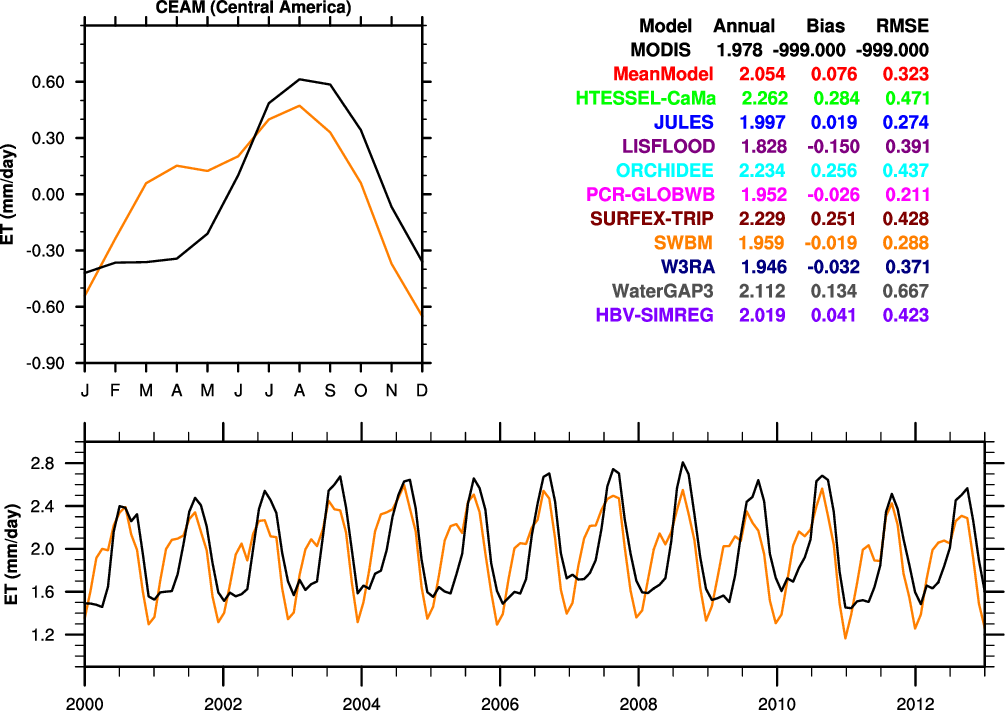 CEAM (Central America)
ET (mm/day)
0.60
0.30
0.00
-0.30
-0.60
-0.90
J F M A M J J A S O N D
Model Annual Bias RMSE
MODIS 1.978 -999.000 -999.000
MeanModel 2.054 0.076 0.323
HTESSEL-CaMa 2.262 0.284 0.471
JULES 1.997 0.019 0.274
LISFLOOD 1.828 -0.150 0.391
ORCHIDEE 2.234 0.256 0.437
PCR-GLOBWB 1.952 -0.026 0.211
SURFEX-TRIP 2.229 0.251 0.428
SWBM 1.959 -0.019 0.288
W3RA 1.946 -0.032 0.371
WaterGAP3 2.112 0.134 0.667
HBV-SIMREG 2.019 0.041 0.423
ET (mm/day)
2.8
2.4
2.0
1.6
1.2
2000 2002 2004 2006 2008 2010 2012